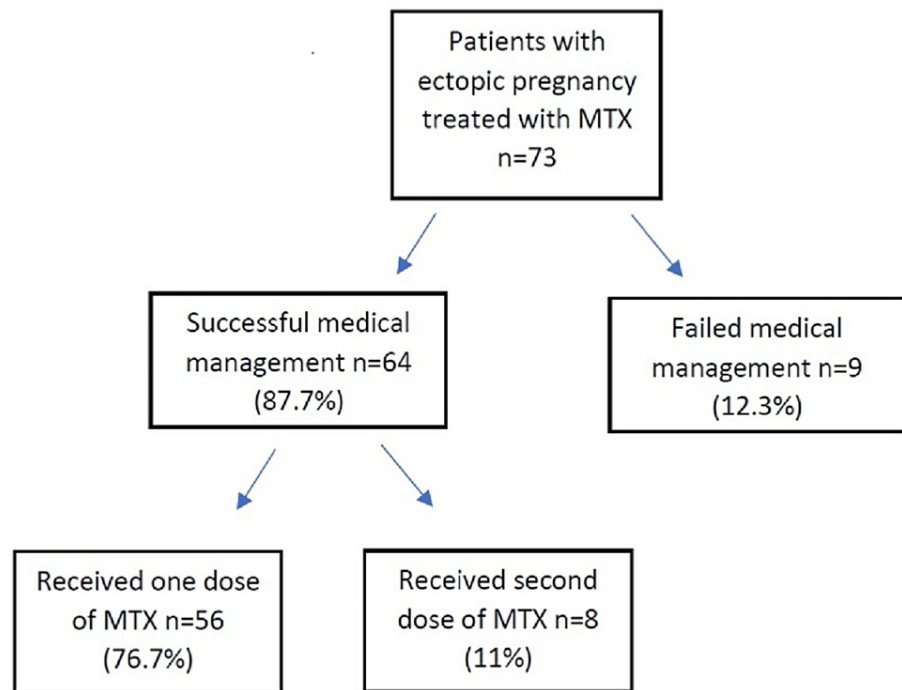 Patients with
ectopic pregnancy
treated with MTX
n=73
Successful medical
management n=64
(87.7%)
Failed medical
management n=9
(12.3%)
Received one dose
of MTX n=56
(76.7%)
Received second
dose of MTX n=8
(11%)